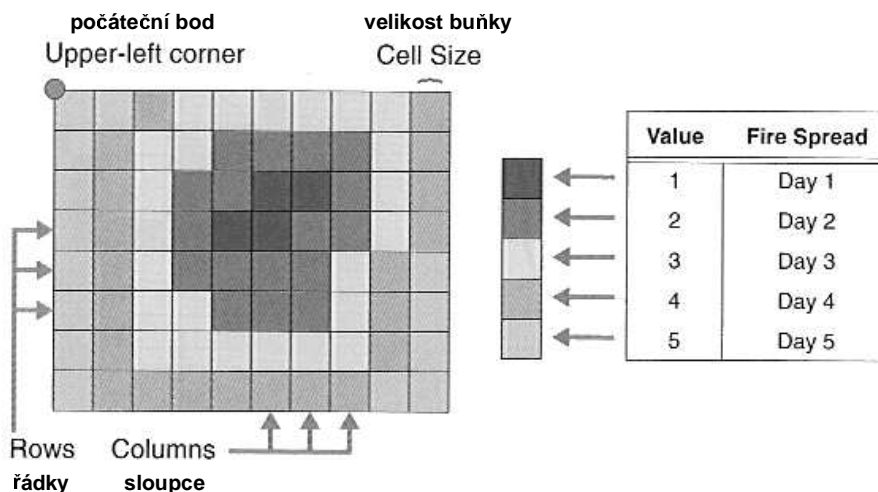 počáteční bod
velikost buňky
Upper-left corner
Cell Size
Value Fire Spread
1 Day 1
2 Day 2
3 Day 3
4 Day 4
5 Day 5
Rows Columns
řádky sloupce